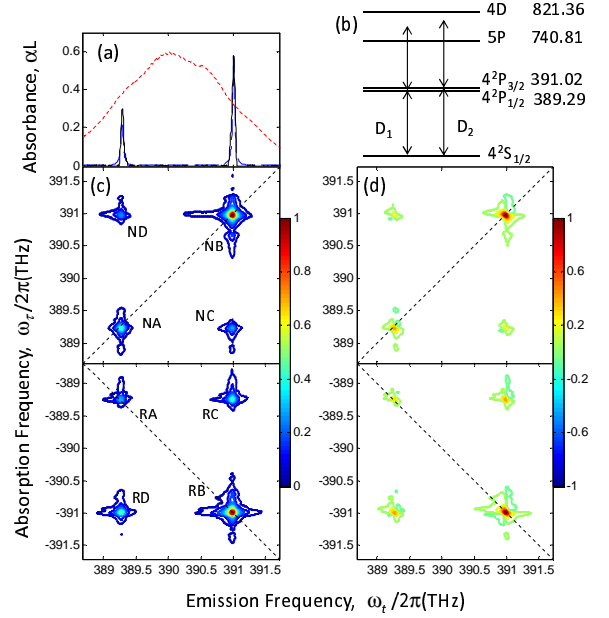 (a)
Absorbance, αL
0.6
0.4
0.2
0
(b)
4D 821.36
5P 740.81
4²P3/2 391.02
4²P1/2 389.29
D1
D2
4²S1/2
(c)
391.5
391
390.5
390
389.5
389
ND
NB
NA
NC
-389
-389.5
-390
-390.5
-391
-391.5
RA
RC
RD
RB
389 389.5 390 390.5 391 391.5
1
0.8
0.6
0.4
0.2
0
(d)
391.5
391
390.5
390
389.5
389
-389
-389.5
-390
-390.5
-391
-391.5
389 389.5 390 390.5 391 391.5
1
0.6
0.2
-0.2
-0.6
-1
Absorption Frequency, ωτ/2π(THz)
Emission Frequency, ωt/2π(THz)